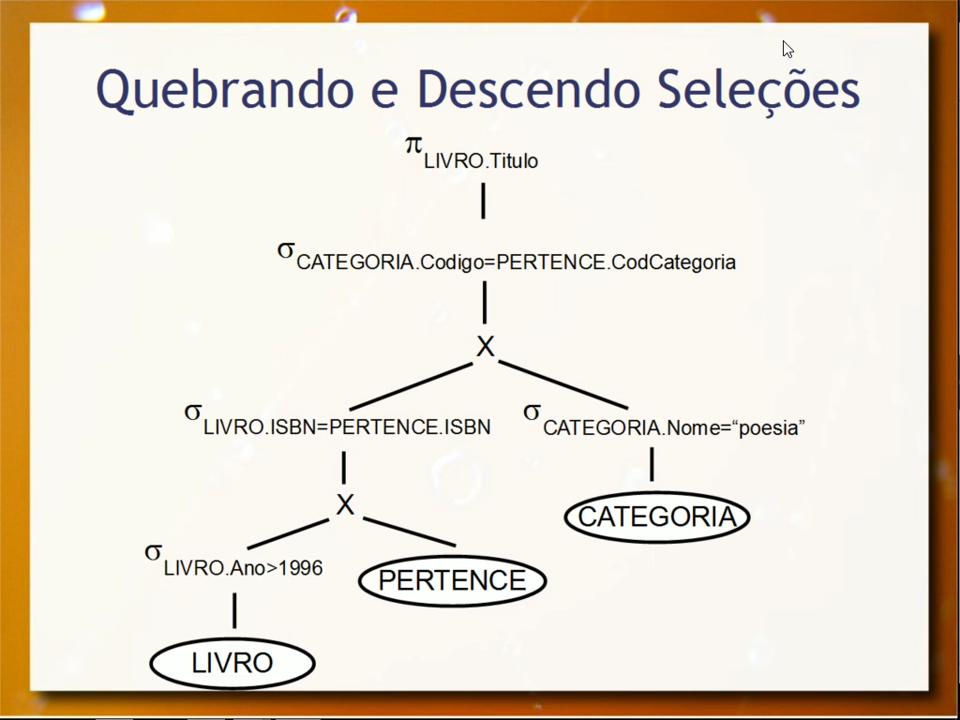 Quebrando e Descendo Seleções
π LIVRO.Titulo
σ CATEGORIA.Codigo=PERTENCE.CodCategoria
X
σ LIVRO.ISBN=PERTENCE.ISBN
σ CATEGORIA.Nome=“poesia”
X
CATEGORIA
σ LIVRO.Ano>1996
PERTENCE
LIVRO